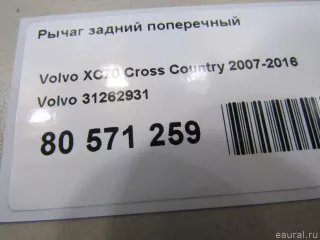 Рычаг задний поперечный
Volvo XC70 Cross Country 2007-2016
Volvo 31262931
80 571 259
eaural.ru